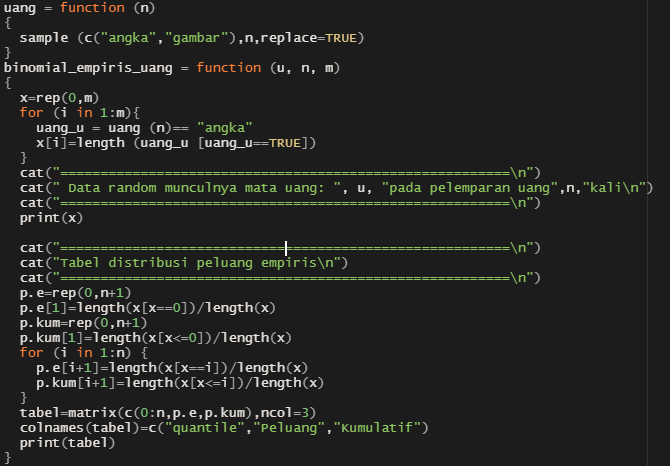 uang = function (n)
{
  sample (c("angka","gambar"),n,replace=TRUE)
}
binomial_empiris_uang = function (u, n, m)
{
  x=rep(0,m)
  for (i in 1:m){
    uang_u = uang (n)== "angka"
    x[i]=length (uang_u [uang_u==TRUE])
  }
  cat("========================================================\n")
  cat(" Data random munculnya mata uang: ", u, "pada pelemparan uang",n,"kali\n")
  cat("========================================================\n")
  print(x)

  cat("========================================================\n")
  cat("Tabel distribusi peluang empiris\n")
  cat("========================================================\n")
  p.e=rep(0,n+1)
  p.e[1]=length(x[x==0])/length(x)
  p.kum=rep(0,n+1)
  p.kum[1]=length(x[x<=0])/length(x)
  for (i in 1:n) {
    p.e[i+1]=length(x[x==i])/length(x)
    p.kum[i+1]=length(x[x<=i])/length(x)
  }
  tabel=matrix(c(0:n,p.e,p.kum),ncol=3)
  colnames(tabel)=c("quantile","Peluang","Kumulatif")
  print(tabel)
}